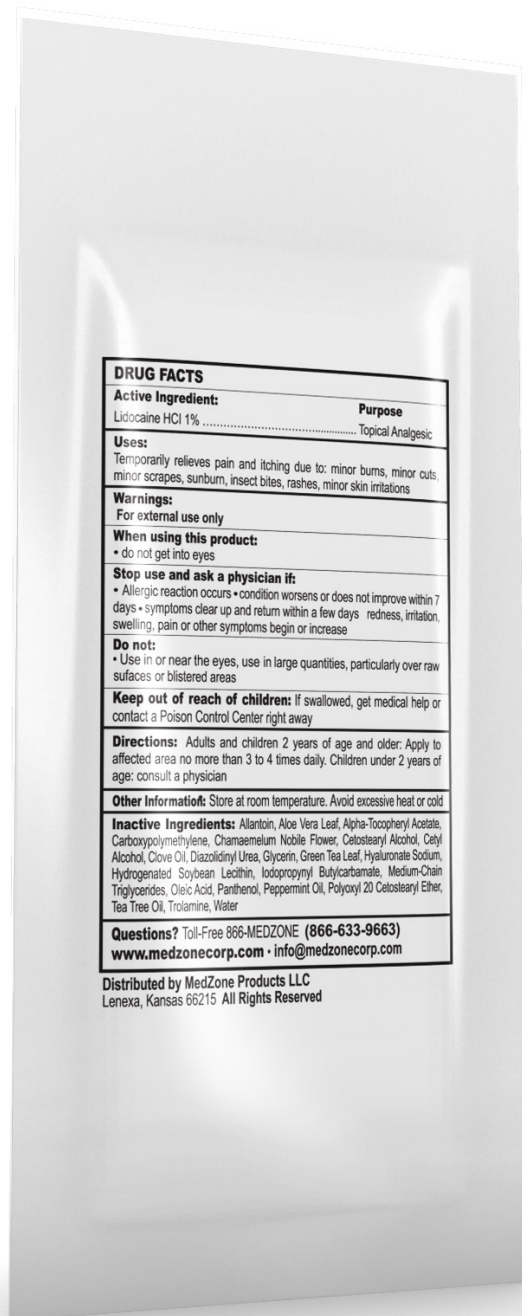 DRUG FACTS
Active Ingredient: Purpose
Lidocaine HCl 1% ........................................................ Topical Analgesic
Uses:
Temporarily relieves pain and itching due to: minor burns, minor cuts,
minor scrapes, sunburn, insect bites, rashes, minor skin irritations
Warnings:
For external use only
When using this product:
• do not get into eyes
Stop use and ask a physician if:
• Allergic reaction occurs • condition worsens or does not improve within 7
days • symptoms clear up and return within a few days redness, irritation,
swelling, pain or other symptoms begin or increase
Do not:
• Use in or near the eyes, use in large quantities, particularly over raw
sufaces or blistered areas
Keep out of reach of children: If swallowed, get medical help or
contact a Poison Control Center right away
Directions: Adults and children 2 years of age and older: Apply to
affected area no more than 3 to 4 times daily. Children under 2 years of
age: consult a physician
Other Information: Store at room temperature. Avoid excessive heat or cold
Inactive Ingredients: Allantoin, Aloe Vera Leaf, Alpha-Tocopheryl Acetate,
Carboxypolymethylene, Chamaemelum Nobile Flower, Cetostearyl Alcohol, Cetyl
Alcohol, Clove Oil, Diazolidinyl Urea, Glycerin, Green Tea Leaf, Hyaluronate Sodium,
Hydrogenated Soybean Lecithin, Iodopropynyl Butylcarbamate, Medium-Chain
Triglycerides, Oleic Acid, Panthenol, Peppermint Oil, Polyoxyl 20 Cetostearyl Ether,
Tea Tree Oil, Trolamine, Water
Questions? Toll-Free 866-MEDZONE (866-633-9663)
www.medzonecorp.com • info@medzonecorp.com
Distributed by MedZone Products LLC
Lenexa, Kansas 66215 All Rights Reserved